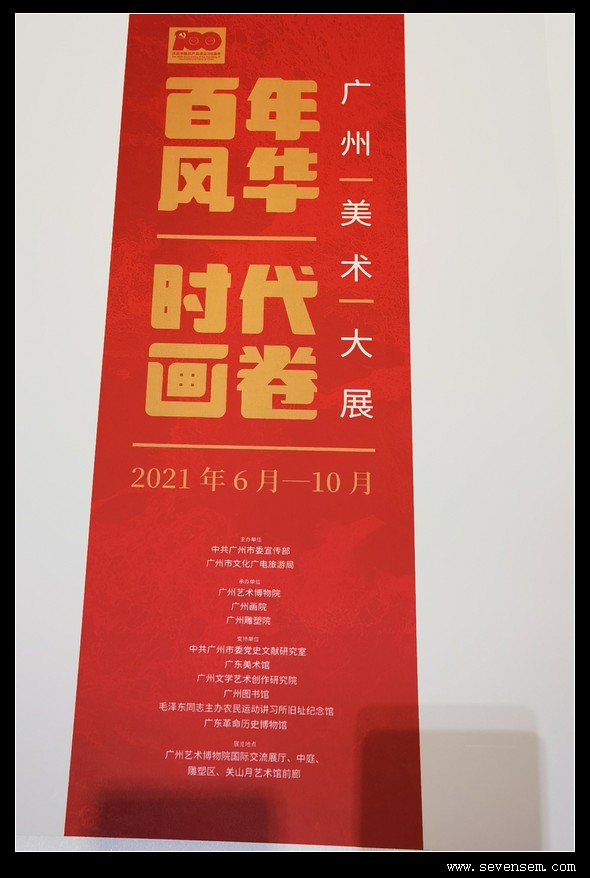 100
百年
风华
时代
画卷
广州
美术
大展
2021年6月—10月
主办单位
中共广州市委宣传部
广州市文化广电旅游局
承办单位
广州艺术博物院
广州画院
广州雕塑院
支持单位
中共广州市委党史文献研究室
广东美术馆
广州文学艺术创作研究院
广州图书馆
毛泽东同志主办农民运动讲习所旧址纪念馆
广东革命历史博物馆
展览地点
广州艺术博物院国际交流展厅、中庭、
雕塑区、关山月艺术馆前廊
www.sevensem.com